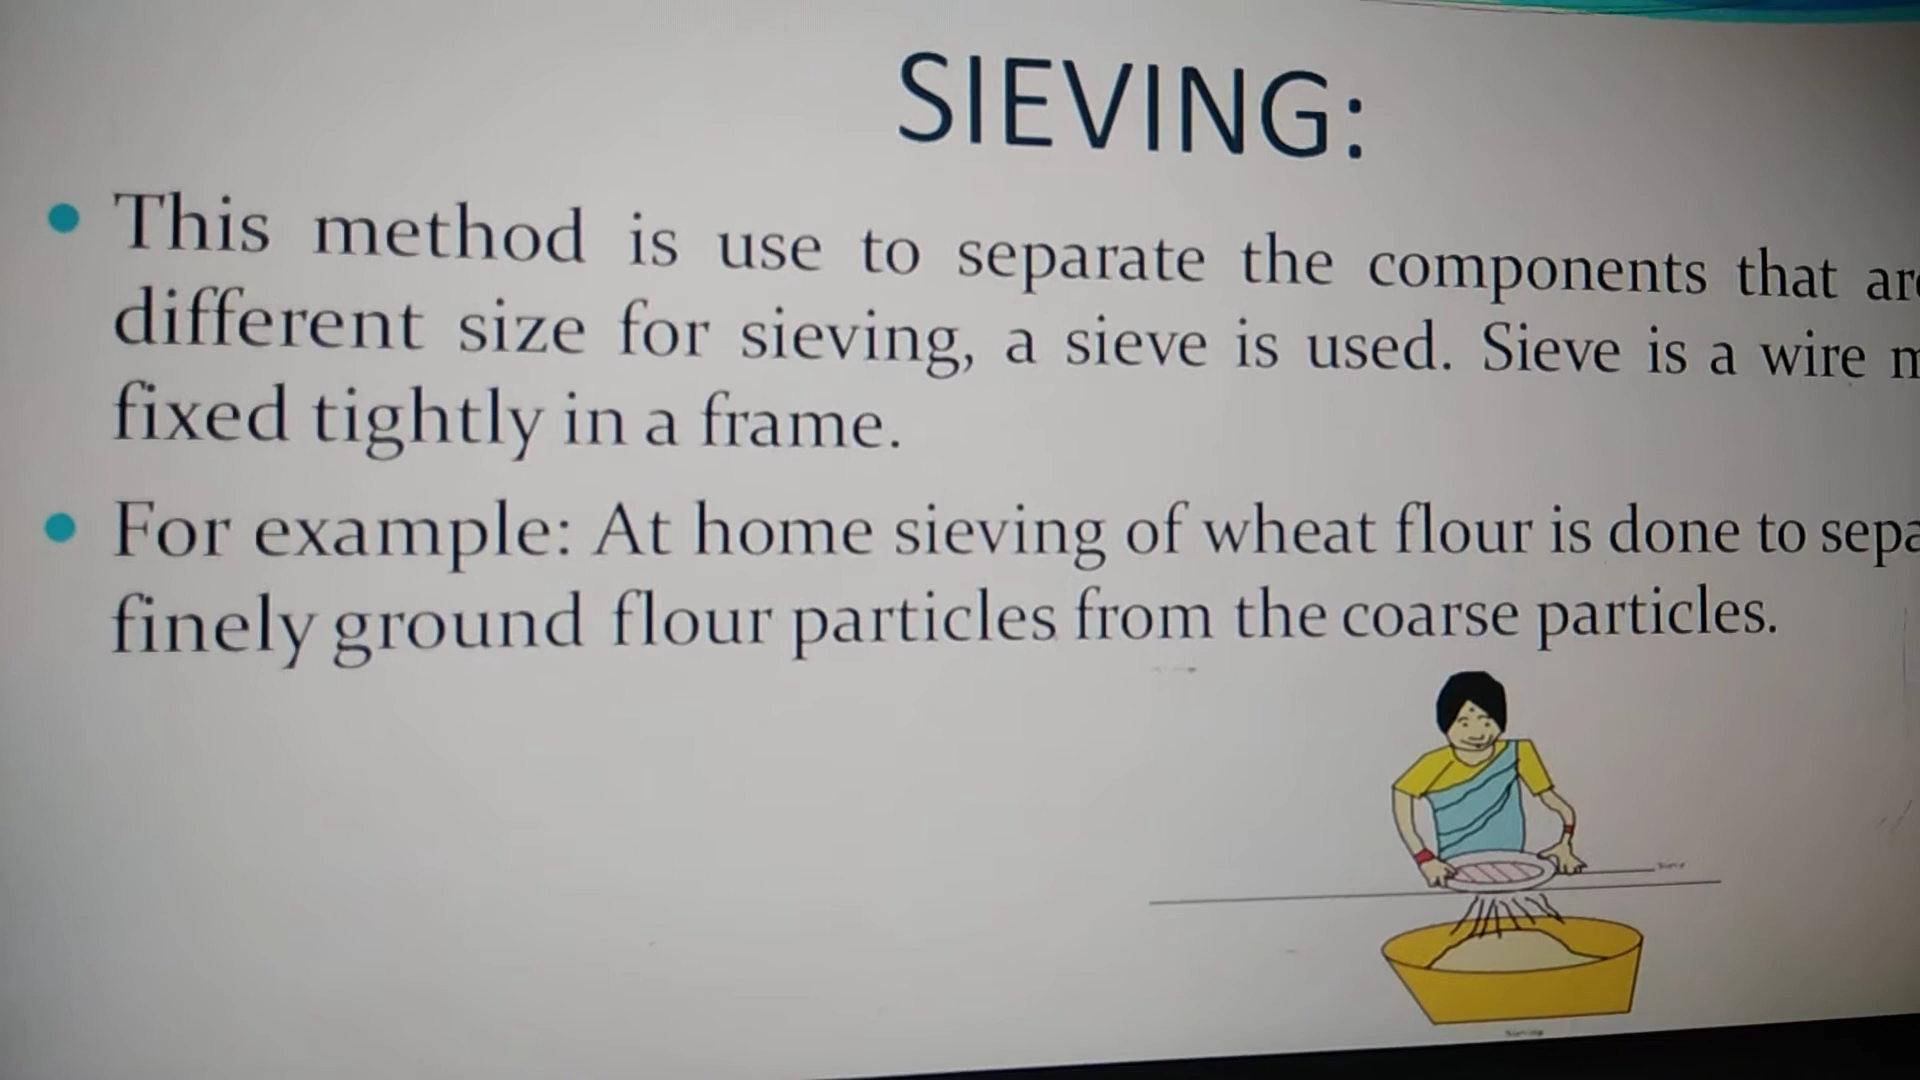 SIEVING:
This method is use to separate the components that are
different size for sieving, a sieve is used. Sieve is a wire
fixed tightly in a frame.
For example: At home sieving of wheat flour is done to
finely ground flour particles from the coarse particles.